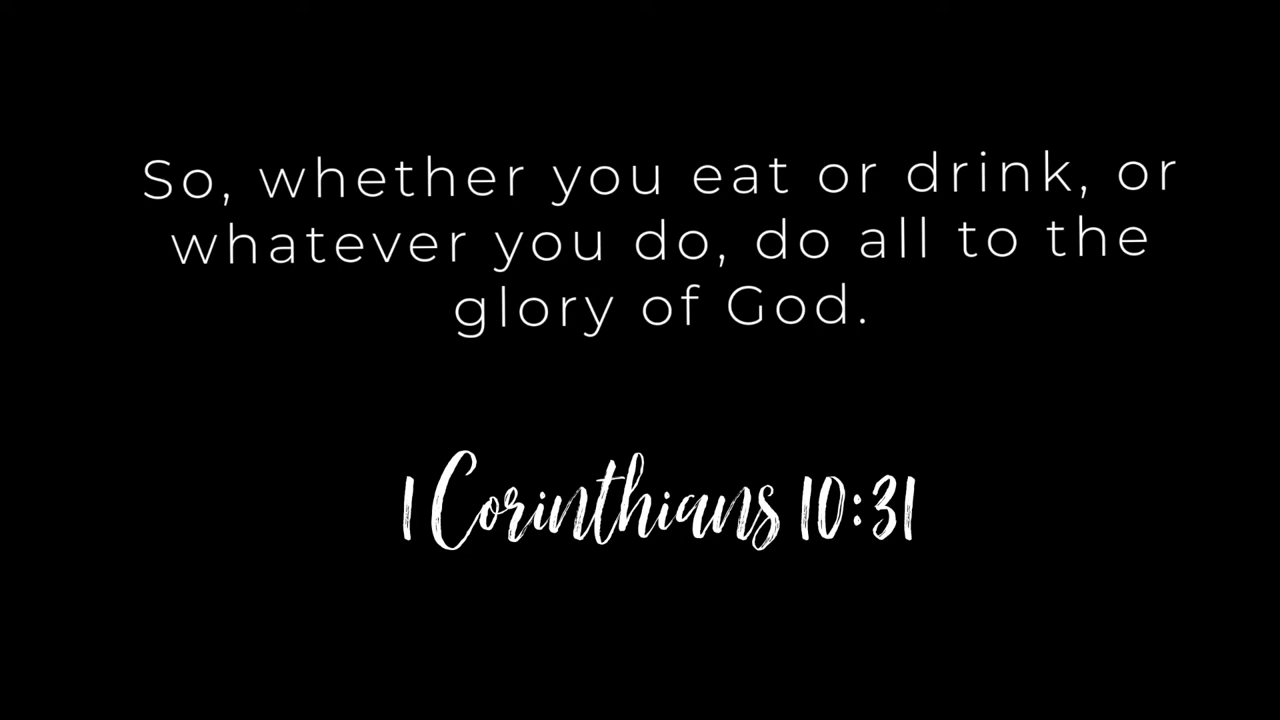 So, whether you eat or drink, or
whatever you do, do all to the
glory of God.
1 Corinthians 10:31